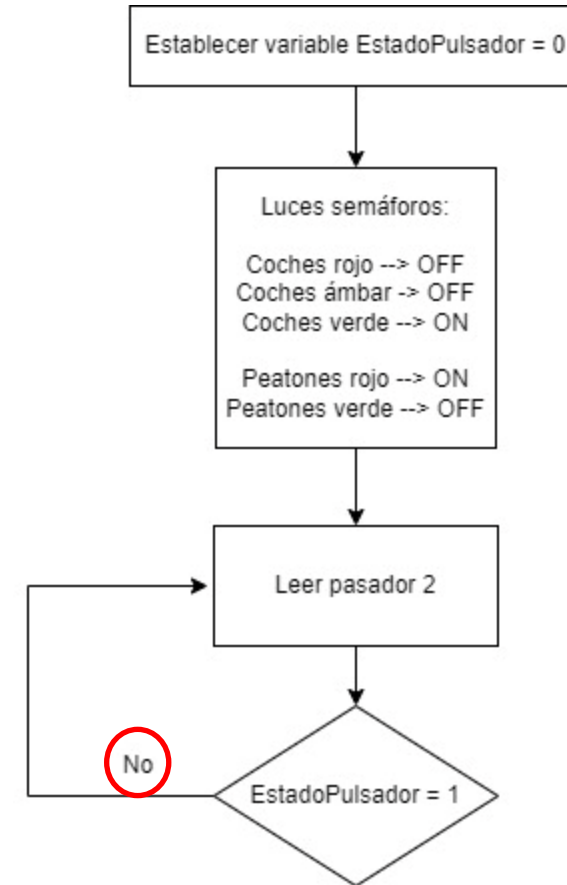 Establecer variable EstadoPulsador = 0
Luces semáforos:
Coches rojo --> OFF
Coches ámbar -> OFF
Coches verde --> ON
Peatones rojo --> ON
Peatones verde --> OFF
Leer pasador 2
No
EstadoPulsador = 1